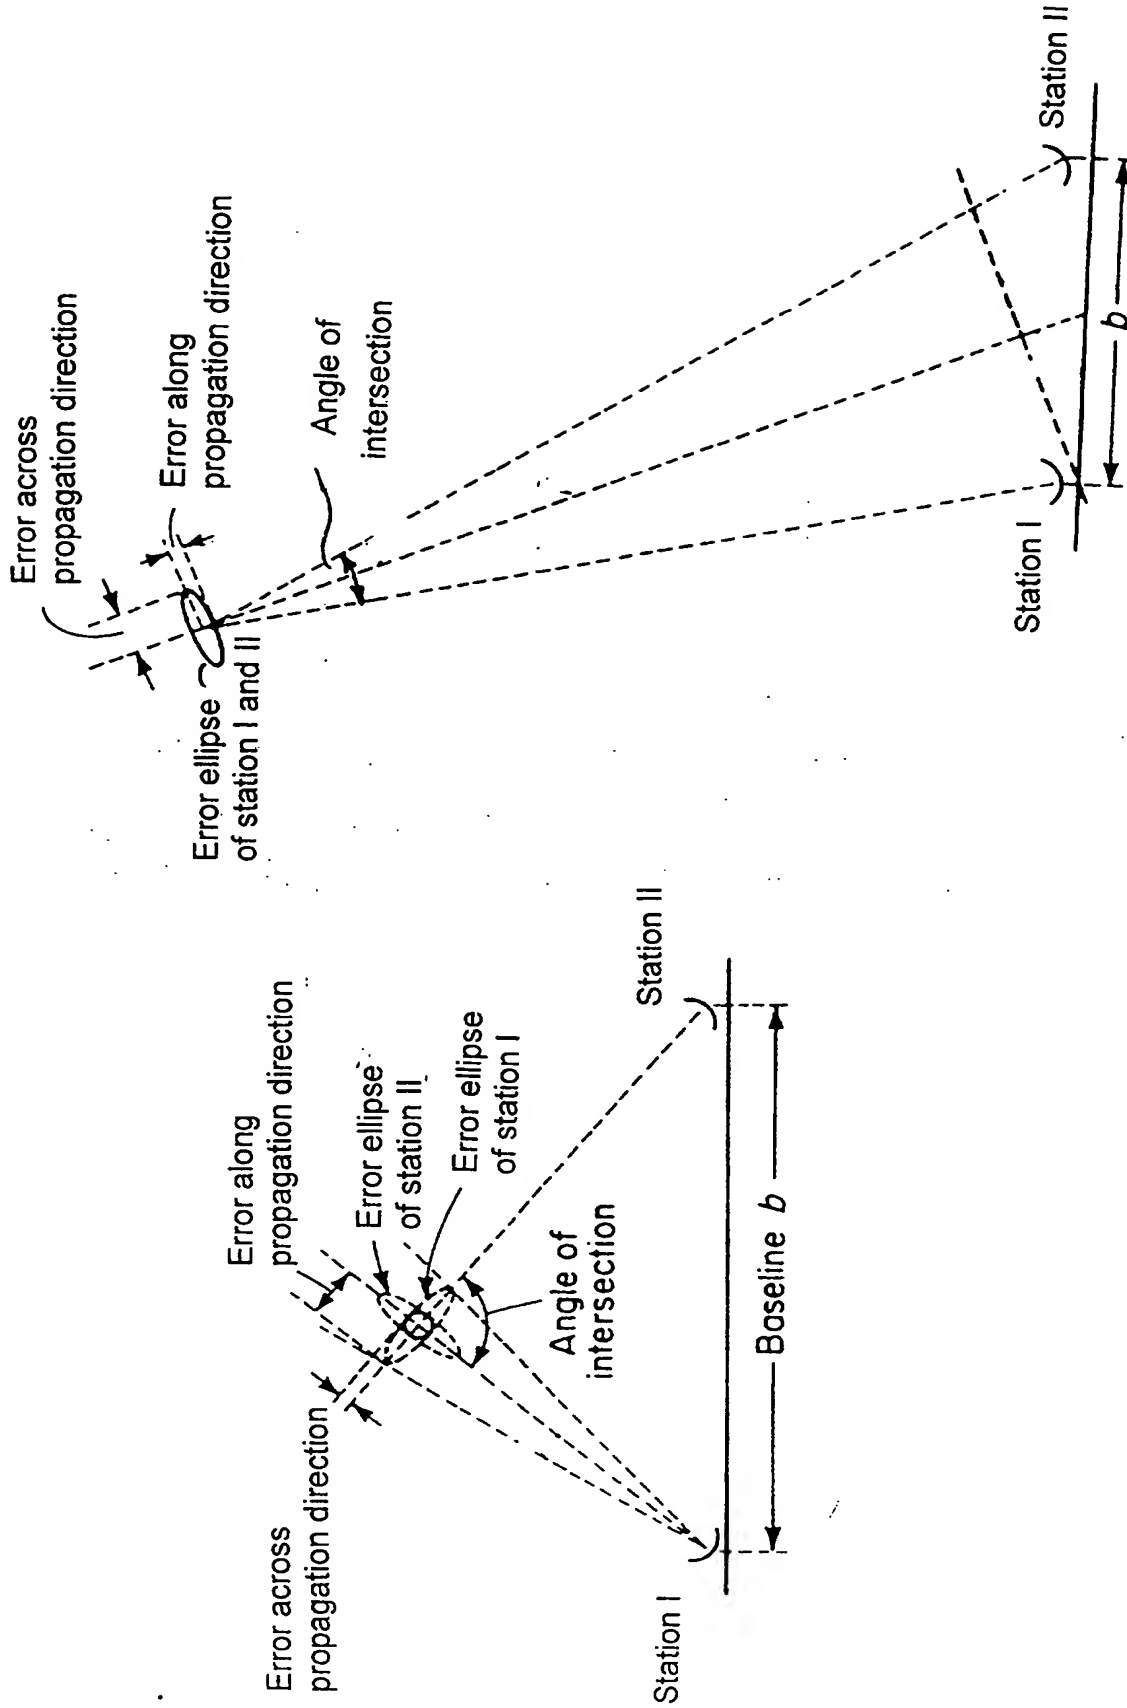 Error across
propagation direction
Error along
propagation direction
Error ellipse
of station II
Error ellipse
of station I
Angle of
intersection
Station I
Station II
Baseline b
Error across
propagation direction
Error along
propagation direction
Error ellipse
of station I and II
Angle of
intersection
Station I
Station II
b